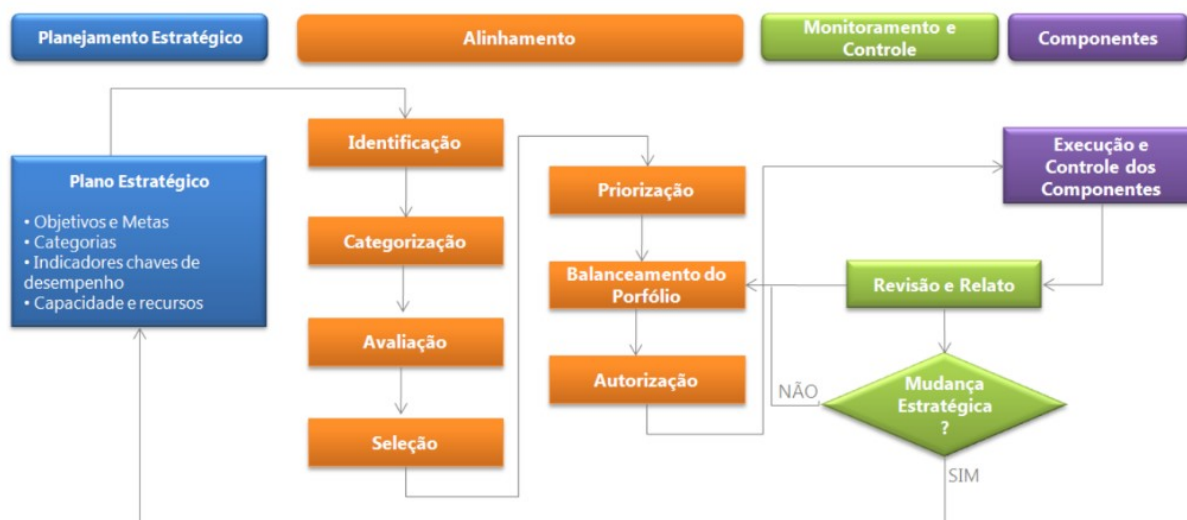 Planejamento Estratégico
Alinhamento
Monitoramento e
Controle
Componentes
Plano Estratégico
• Objetivos e Metas
• Categorias
• Indicadores chaves de
desempenho
• Capacidade e recursos
Identificação
Categorização
Avaliação
Seleção
Priorização
Balanceamento do
Porfólio
Autorização
Execução e
Controle dos
Componentes
Revisão e Relato
Mudança
Estratégica
?
NÃO
SIM